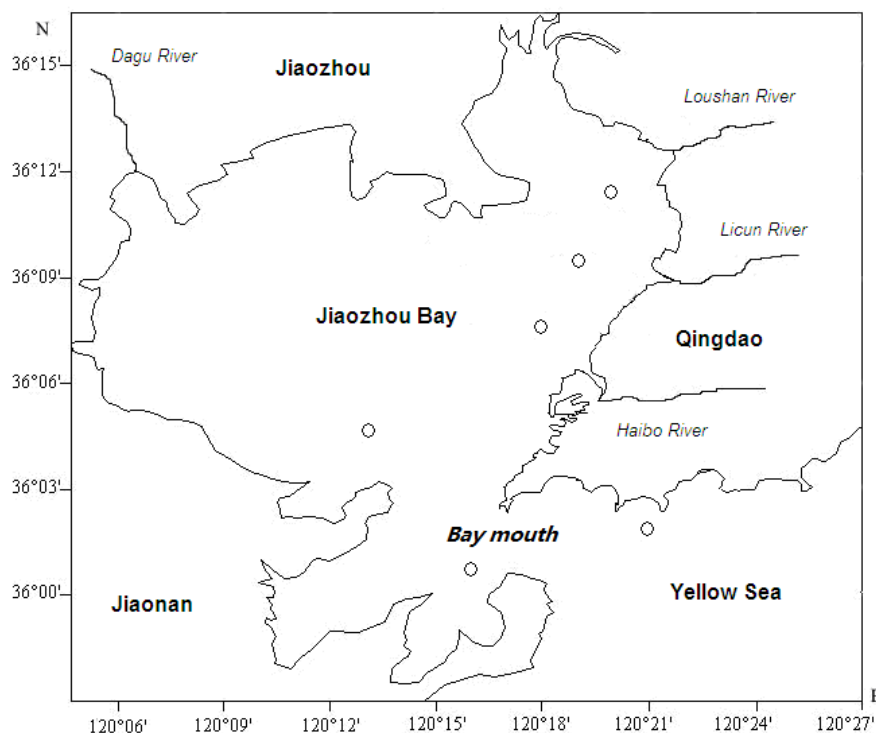 N
36°15'
Dagu River
Jiaozhou
Loushan River
36°12'
Licun River
36°09'
Jiaozhou Bay
Qingdao
36°06'
Haibo River
36°03'
Bay mouth
36°00'
Jiaonan
Yellow Sea
120°06' 120°09' 120°12' 120°15' 120°18' 120°21' 120°24' 120°27'